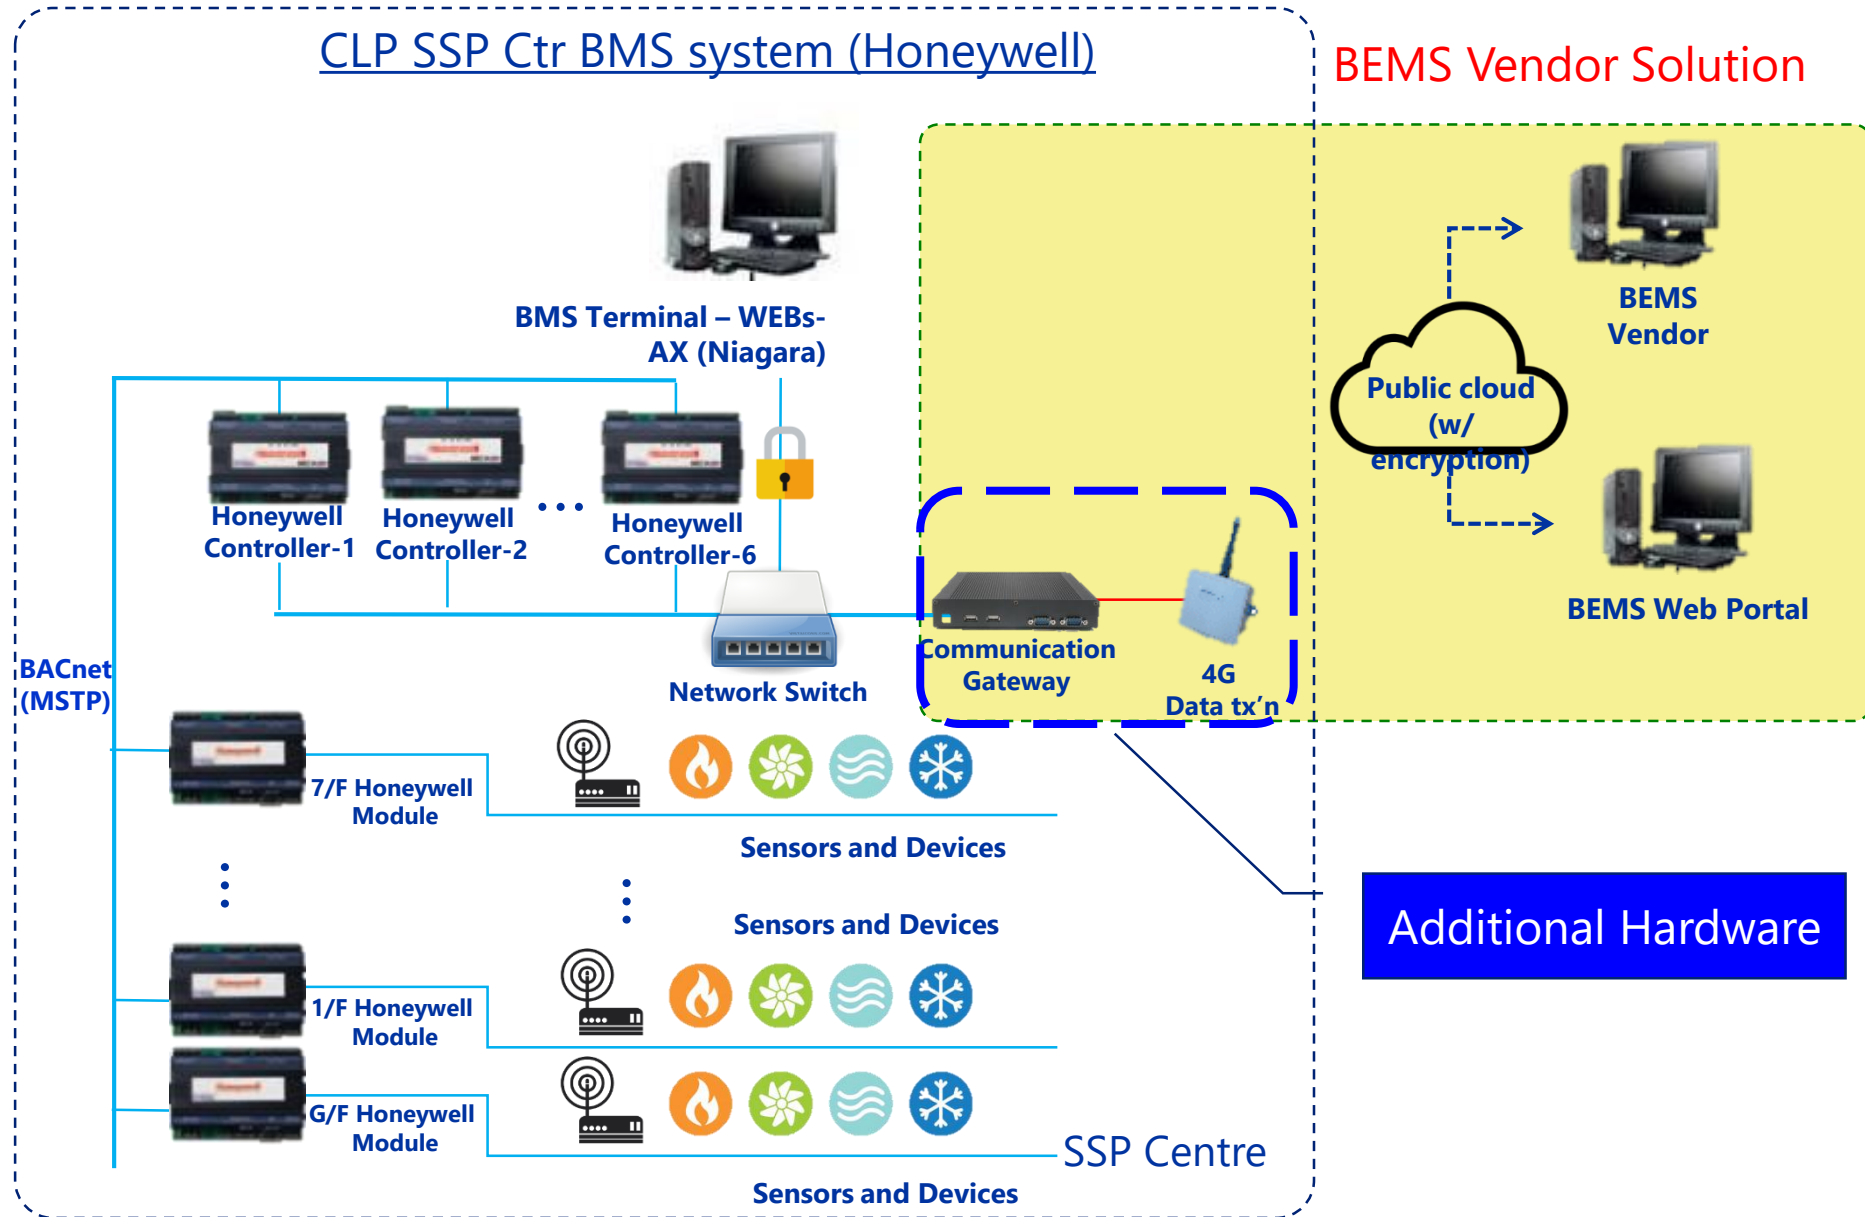 CLP SSP Ctr BMS system (Honeywell)
BEMS Vendor Solution
BMS Terminal – WEBs-
AX (Niagara)
BEMS
Vendor
Public cloud
(w/
encryption)
Honeywell
Controller-1
Honeywell
Controller-2
...
Honeywell
Controller-6
BEMS Web Portal
Communication
Gateway
4G
Data tx'n
Network Switch
BACnet
(MSTP)
7/F Honeywell
Module
Sensors and Devices
Additional Hardware
Sensors and Devices
1/F Honeywell
Module
G/F Honeywell
Module
SSP Centre
Sensors and Devices